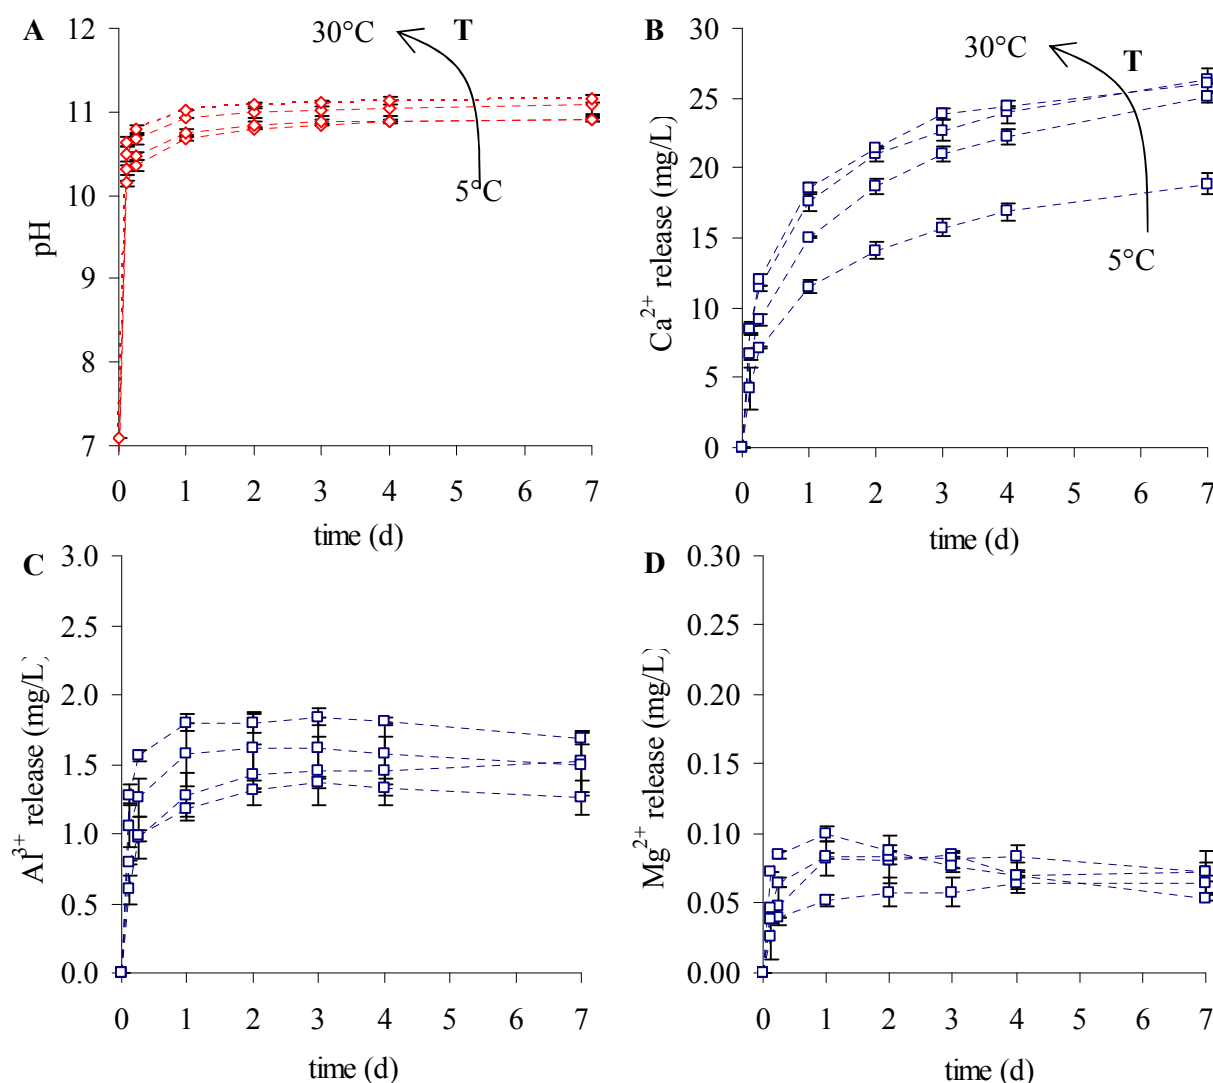 A
30°C
T
5°C
pH
12
11
10
9
8
7
0 1 2 3 4 5 6 7
time (d)
B
30°C
T
5°C
Ca²⁺ release (mg/L)
30
25
20
15
10
5
0
0 1 2 3 4 5 6 7
time (d)
C
Al³⁺ release (mg/L)
3.0
2.5
2.0
1.5
1.0
0.5
0.0
0 1 2 3 4 5 6 7
time (d)
D
Mg²⁺ release (mg/L)
0.30
0.25
0.20
0.15
0.10
0.05
0.00
0 1 2 3 4 5 6 7
time (d)